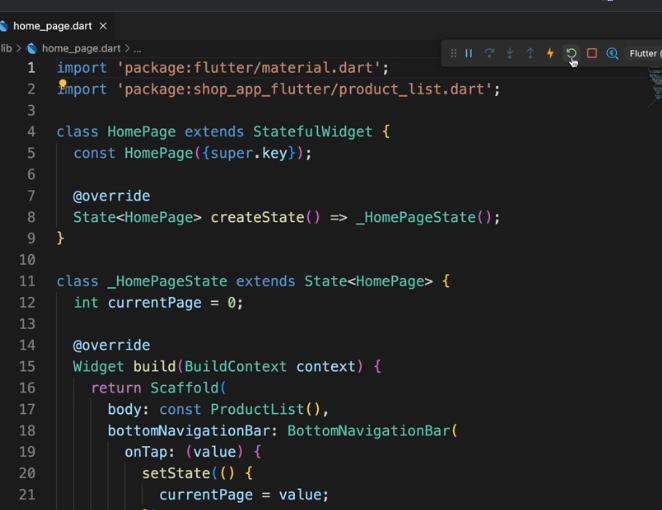 home_page.dart
lib > home_page.dart > ...
Flutter (
1 import 'package:flutter/material.dart';
2 import 'package:shop_app_flutter/product_list.dart';
3
4 class HomePage extends StatefulWidget {
5 const HomePage({super.key});
6
7 @override
8 State<HomePage> createState() => _HomePageState();
9 }
10
11 class _HomePageState extends State<HomePage> {
12 int currentPage = 0;
13
14 @override
15 Widget build(BuildContext context) {
16 return Scaffold(
17 body: const ProductList(),
18 bottomNavigationBar: BottomNavigationBar(
19 onTap: (value) {
20 setState(() {
21 currentPage = value;